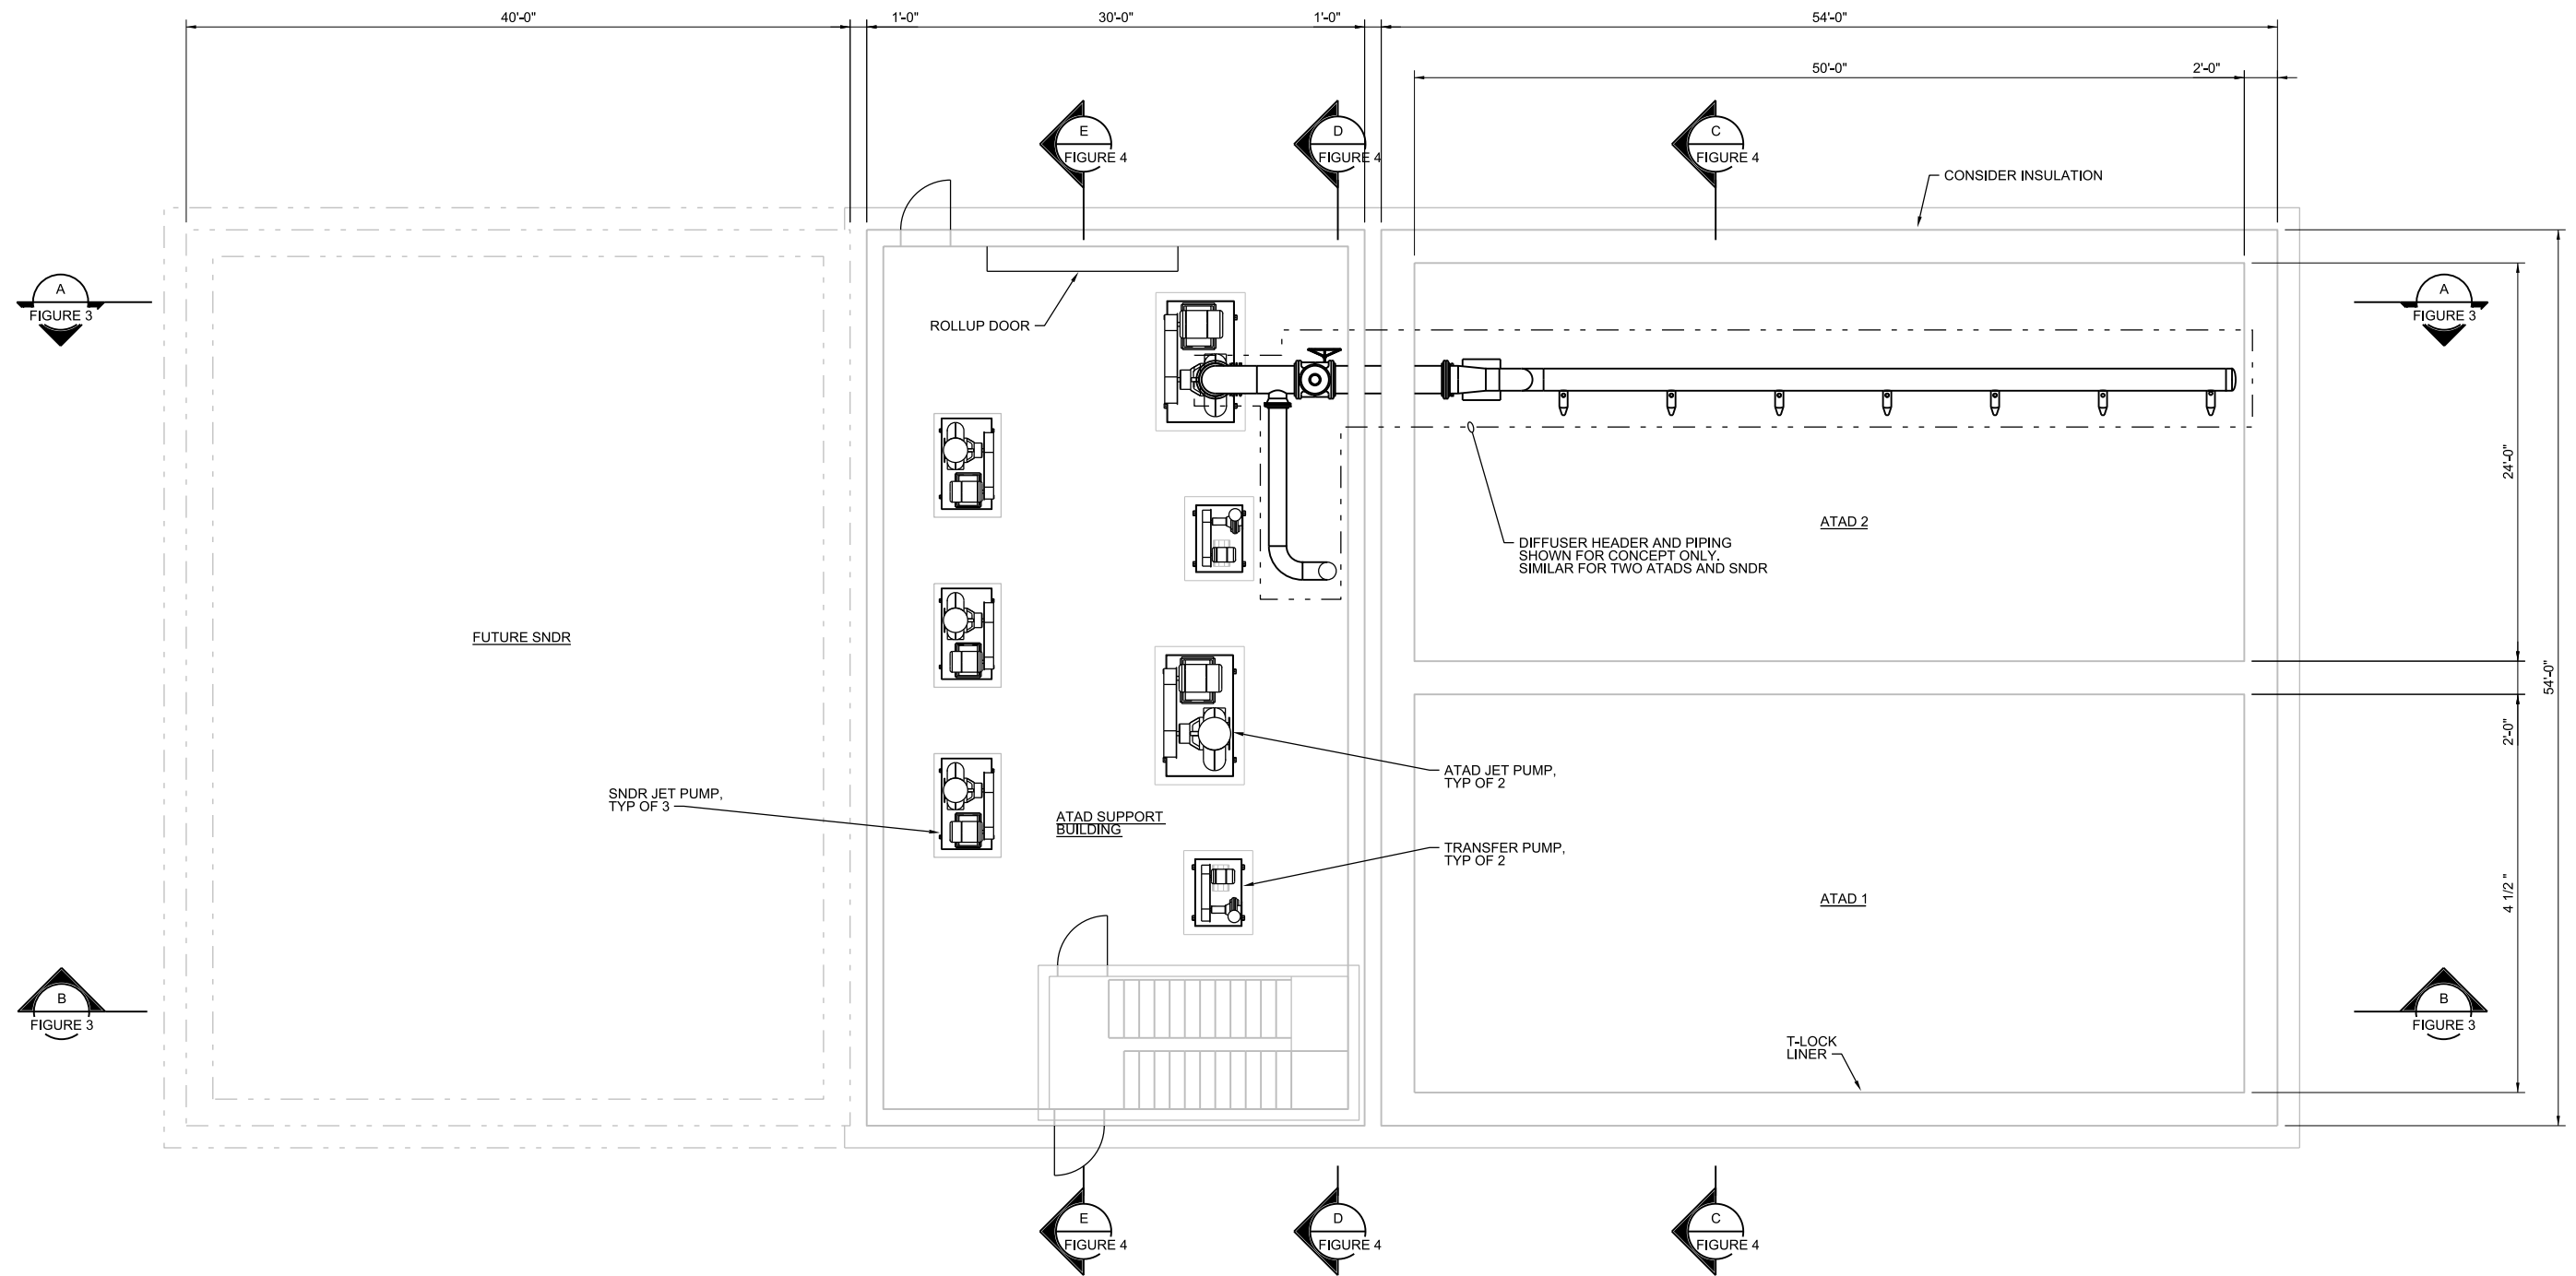 40'-0"
1'-0"
30'-0"
1'-0"
54'-0"
50'-0"
2'-0"
E
FIGURE 4
D
FIGURE 4
C
FIGURE 4
CONSIDER INSULATION
A
FIGURE 3
A
FIGURE 3
ROLLUP DOOR
24'-0"
ATAD 2
DIFFUSER HEADER AND PIPING
SHOWN FOR CONCEPT ONLY.
SIMILAR FOR TWO ATADS AND SNDR
FUTURE SNDR
54'-0"
2'-0"
ATAD JET PUMP,
TYP OF 2
SNDR JET PUMP,
TYP OF 3
ATAD SUPPORT
BUILDING
TRANSFER PUMP,
TYP OF 2
ATAD 1
4 1/2 "
B
FIGURE 3
B
FIGURE 3
T-LOCK
LINER
E
FIGURE 4
D
FIGURE 4
C
FIGURE 4